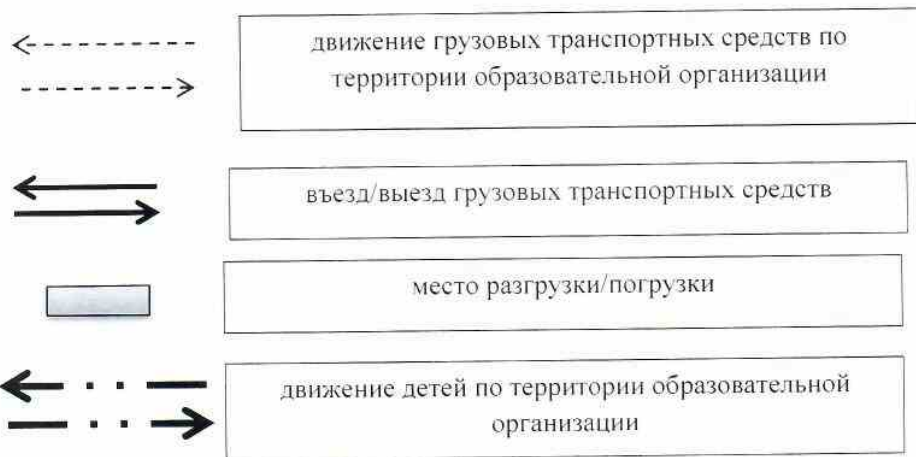 движение грузовых транспортных средств по
территории образовательной организации
въезд/выезд грузовых транспортных средств
место разгрузки/погрузки
движение детей по территории образовательной
организации